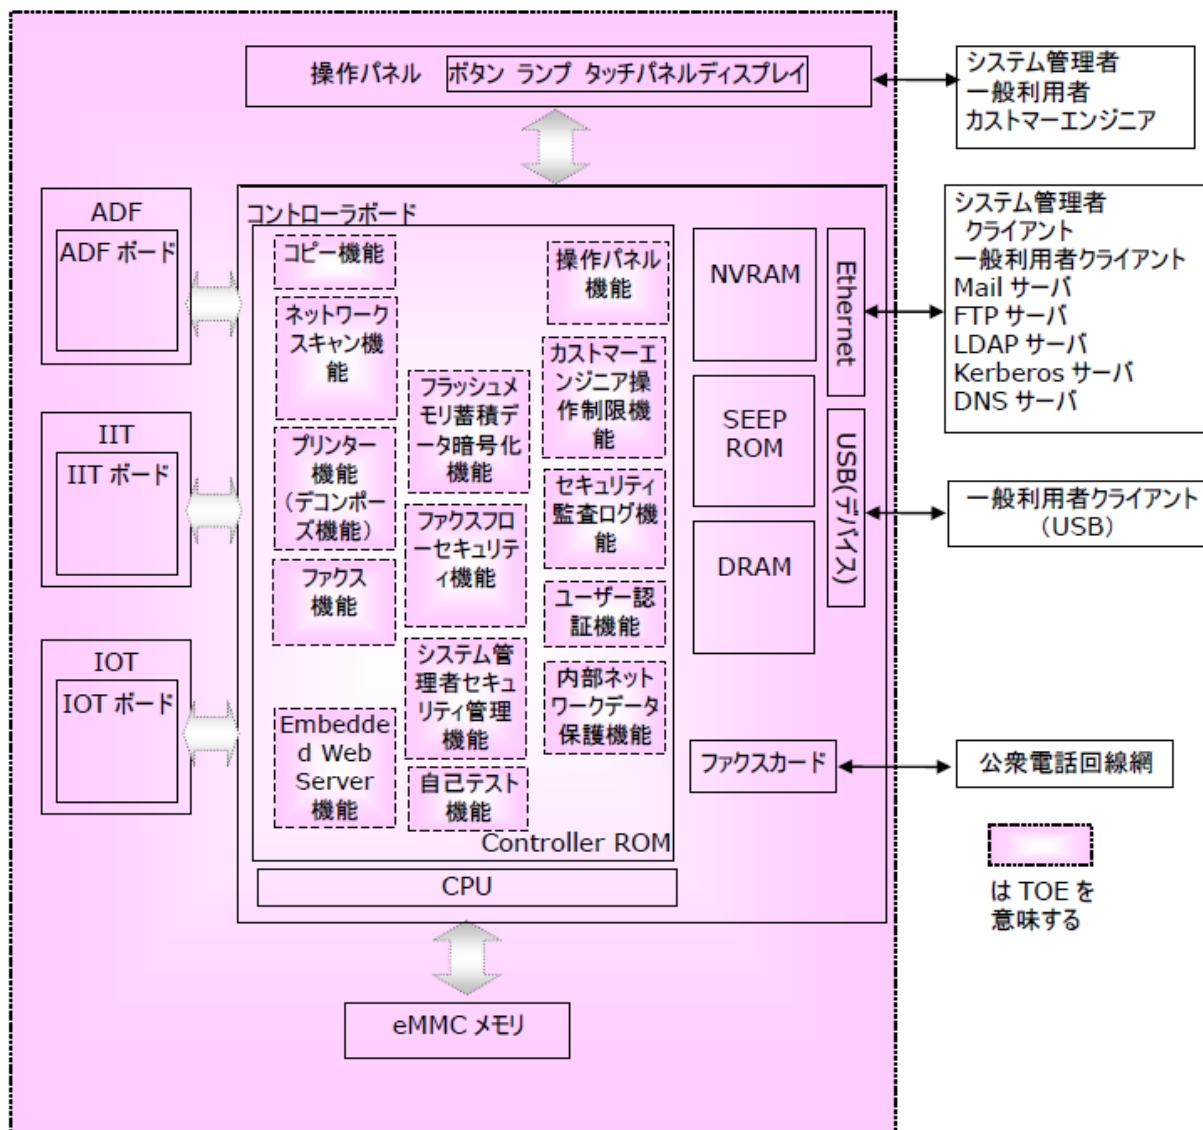 操作パネル ボタン ランプ タッチパネルディスプレイ
システム管理者
一般利用者
カストマーエンジニア
ADF
ADF ボード
IIT
IIT ボード
IOT
IOT ボード
コントローラボード
コピー機能
ネットワーク
スキャン機
能
プリンター
機能
(デコンポー
ズ機能)
ファクス
機能
Embedde
d Web
Server
機能
フラッシュメ
モリ蓄積デ
ータ暗号化
機能
ファクスフロ
ーセキュリテ
ィ機能
システム管
理者セキュ
リティ管理
機能
自己テスト
機能
操作パネル
機能
カストマーエ
ンジニア操
作制限機
能
セキュリティ
監査ログ機
能
ユーザー認
証機能
内部ネット
ワークデータ
保護機能
Controller ROM
CPU
NVRAM
SEEP
ROM
DRAM
Ethernet
USB(デバイス)
ファクスカード
システム管理者
クライアント
一般利用者クライアント
Mail サーバ
FTP サーバ
LDAP サーバ
Kerberos サーバ
DNS サーバ
一般利用者クライアント
(USB)
公衆電話回線網
は TOE を
意味する
eMMC メモリ